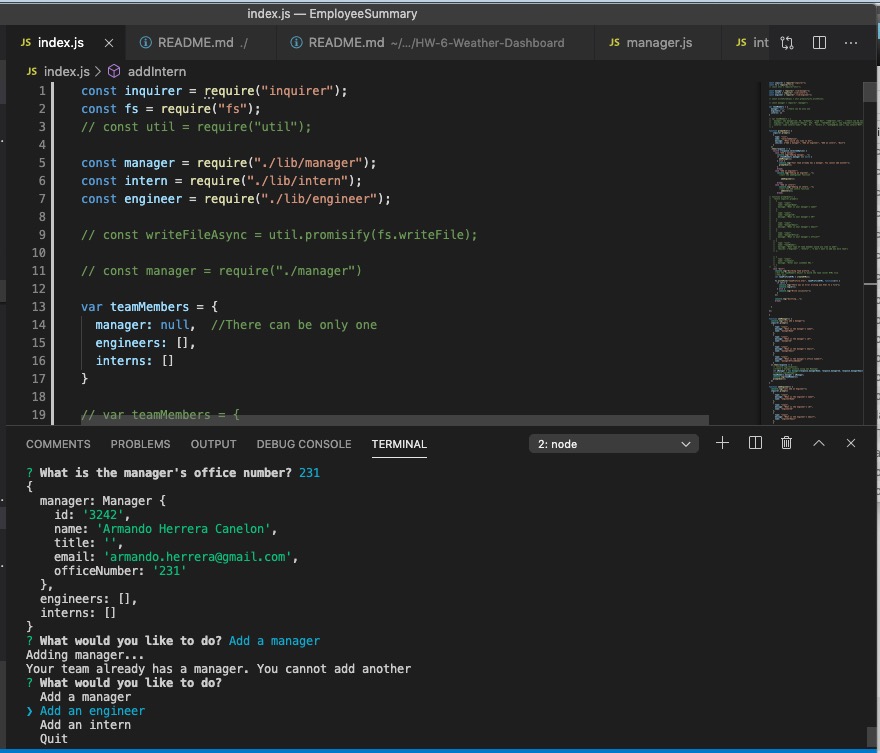 index.js — EmployeeSummary
JS index.js × README.md ./ README.md ~/.../HW-6-Weather-Dashboard JS manager.js JS int
JS index.js > addIntern
1 const inquirer = require("inquirer");
2 const fs = require("fs");
3 // const util = require("util");
4
5 const manager = require("./lib/manager");
6 const intern = require("./lib/intern");
7 const engineer = require("./lib/engineer");
8
9 // const writeFileAsync = util.promisify(fs.writeFile);
10
11 // const manager = require("./manager")
12
13 var teamMembers = {
14 manager: null, //There can be only one
15 engineers: [],
16 interns: []
17 }
18
19 // var teamMembers = {
COMMENTS PROBLEMS OUTPUT DEBUG CONSOLE TERMINAL 2: node
? What is the manager's office number? 231
{
manager: Manager {
id: '3242',
name: 'Armando Herrera Canelon',
title: '',
email: 'armando.herrera@gmail.com',
officeNumber: '231'
},
engineers: [],
interns: []
}
? What would you like to do? Add a manager
Adding manager...
Your team already has a manager. You cannot add another
? What would you like to do?
Add a manager
❯ Add an engineer
Add an intern
Quit